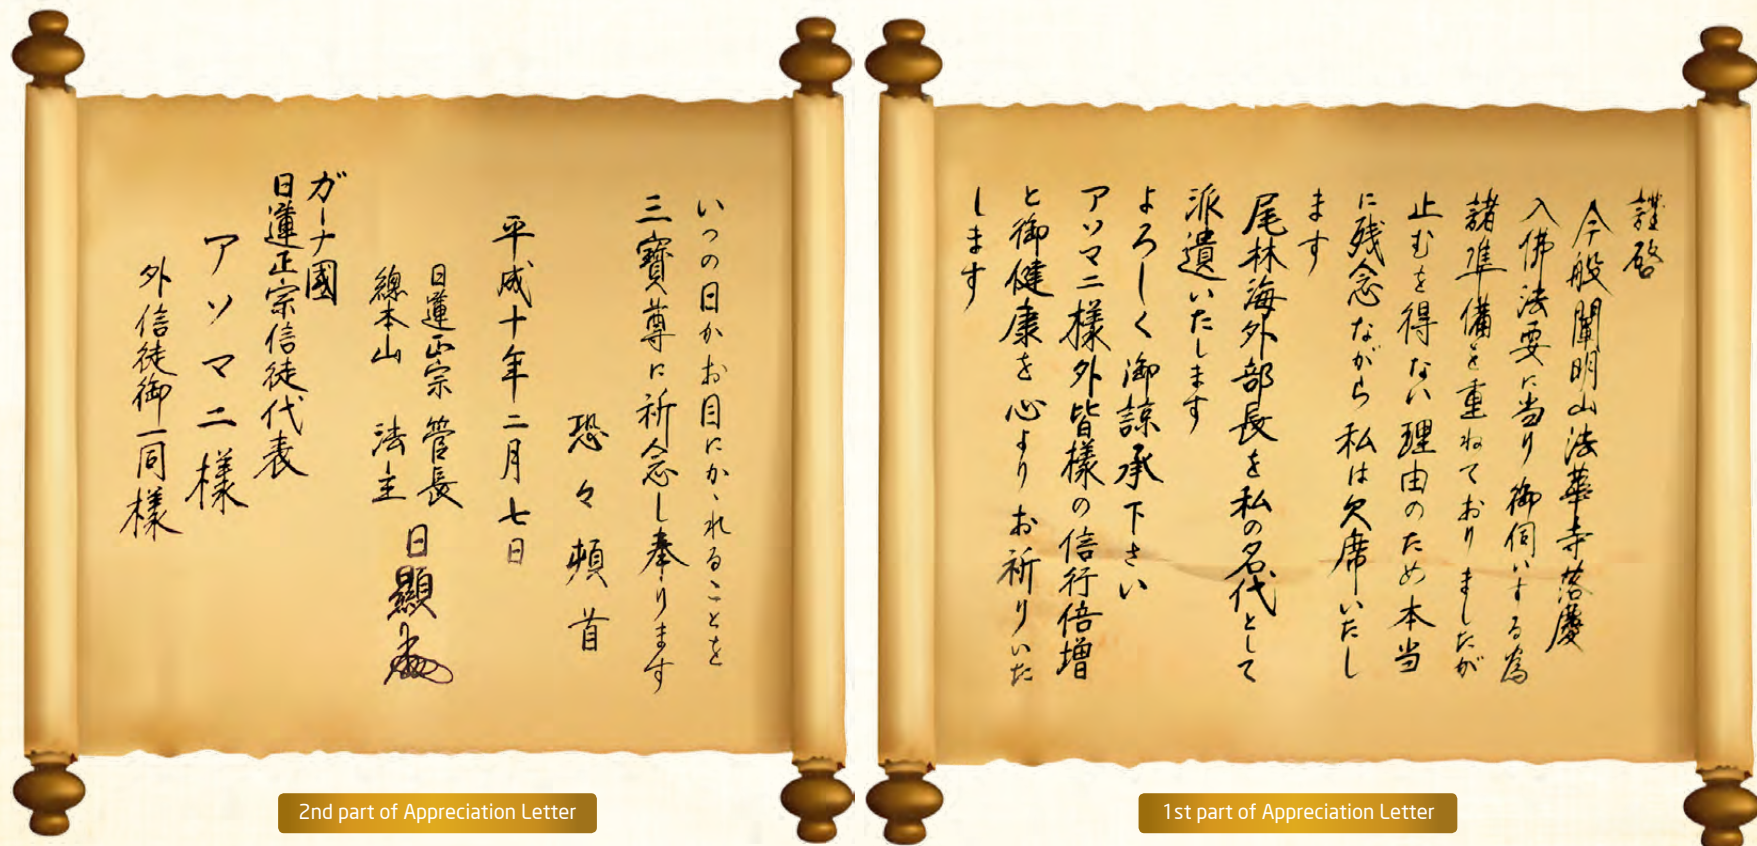 謹啓
今般闡明山法華寺落慶
入佛法要に当り御伺いする為
諸準備を重ねておりましたが
止むを得ない理由のため本当
に残念ながら私は欠席いたし
ます
尾林海外部長を私の名代として
派遣いたします
よろしく御諒承下さい
アソマニ様外皆様の信行倍増
と御健康を心よりお祈りいた
します
1st part of Appreciation Letter
いつの日かお目にかゝれることを
三寳尊に祈念し奉ります
恐々頓首
平成十年二月七日
日蓮正宗管長
總本山法主
日顯
ガーナ國
日蓮正宗信徒代表
アソマニ様
外信徒御一同様
2nd part of Appreciation Letter